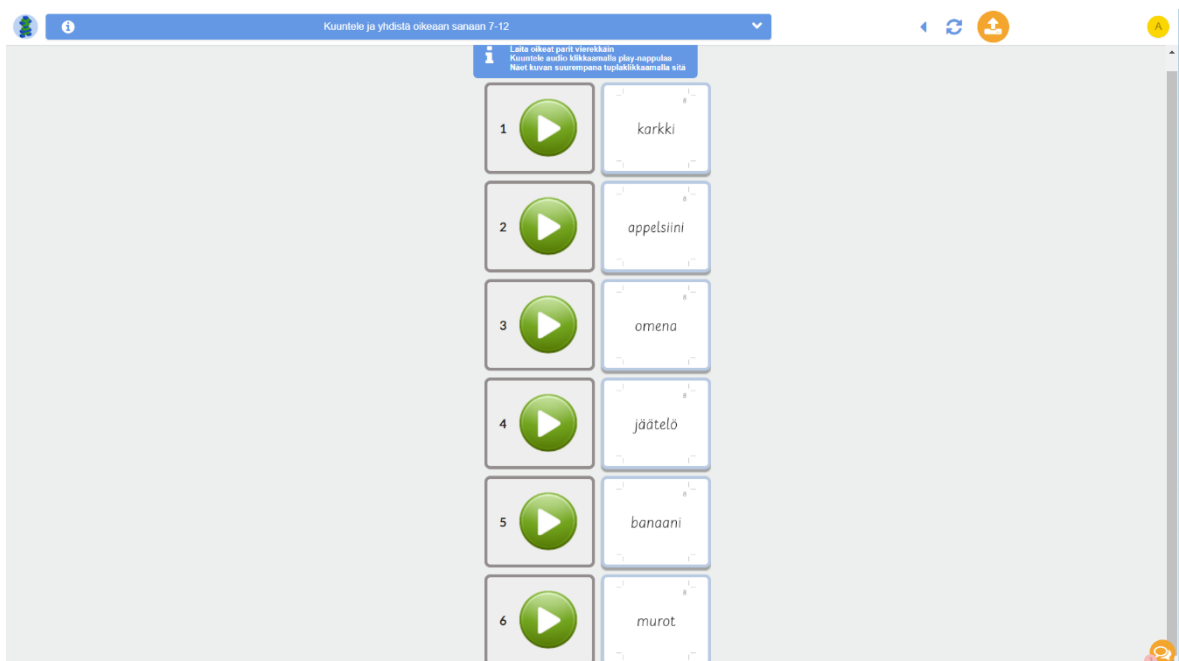 Kuuntele ja yhdistä oikeaan sanaan 7-12
A
Laita oikeat parit vierekkäin
Kuuntele audio klikkaamalla play-nappulaa
Näet kuvan suurempana tuplaklikkaamalla sitä
1 karkki
2 appelsiini
3 omena
4 jäätelö
5 banaani
6 murot